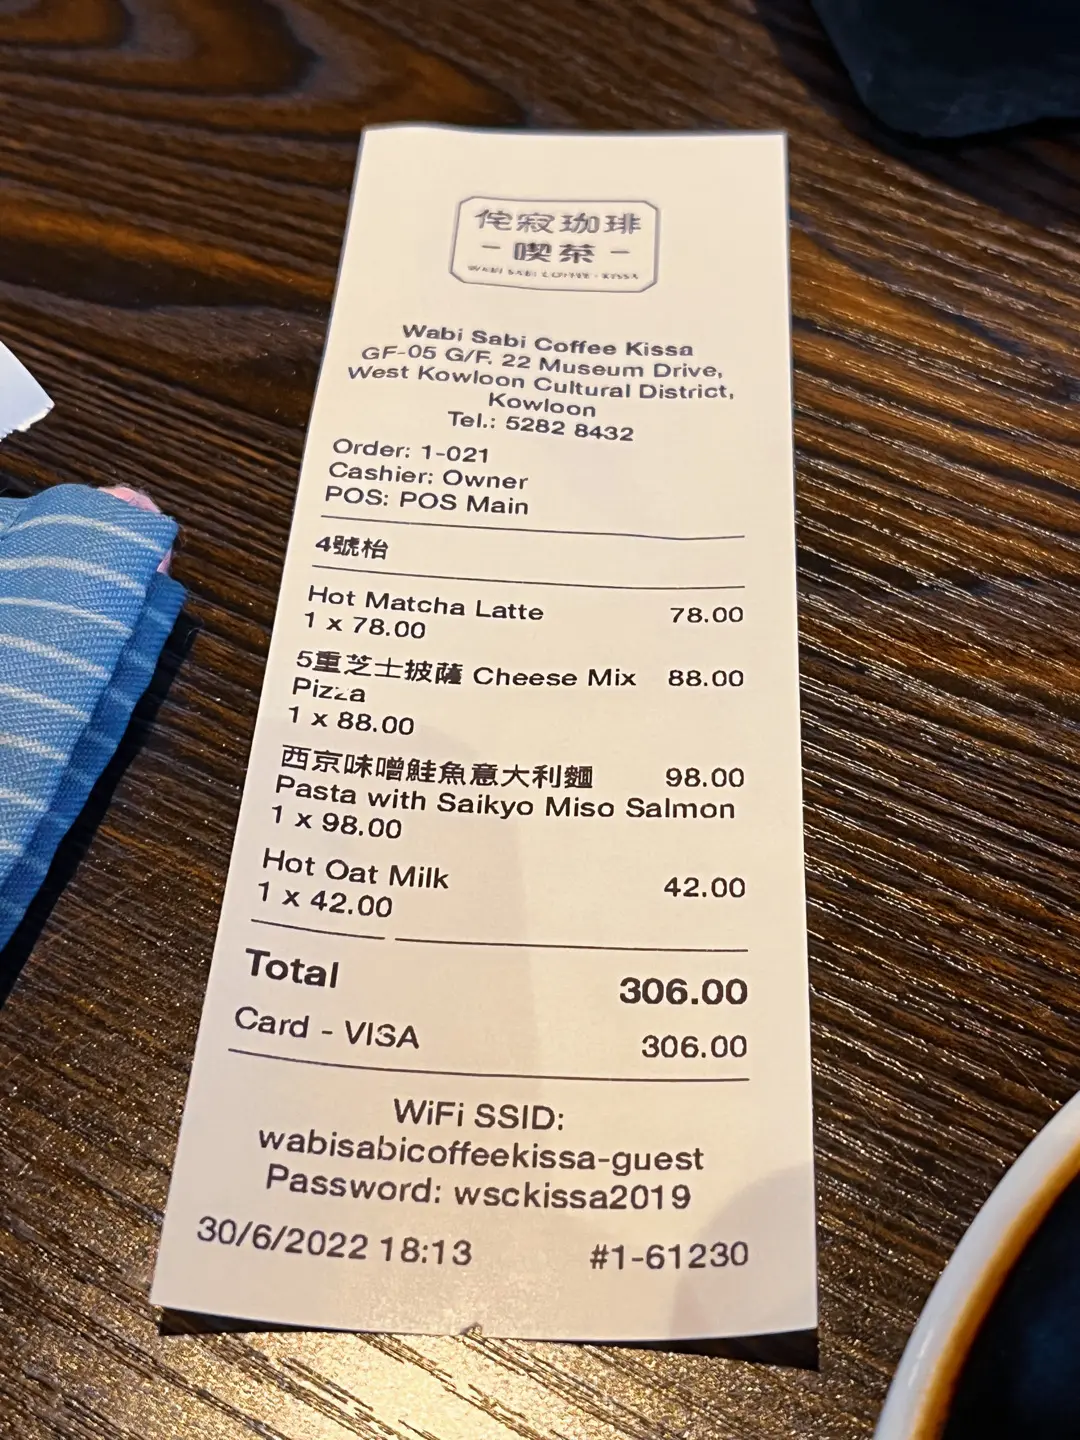 侘寂珈琲
- 喫茶 -
WABI SABI COFFEE · KISSA
Wabi Sabi Coffee Kissa
GF-05 G/F. 22 Museum Drive,
West Kowloon Cultural District,
Kowloon
Tel.: 5282 8432
Order: 1-021
Cashier: Owner
POS: POS Main
4號枱
Hot Matcha Latte 78.00
1 x 78.00
5重芝士披薩 Cheese Mix 88.00
Pizza
1 x 88.00
西京味噌鮭魚意大利麵 98.00
Pasta with Saikyo Miso Salmon
1 x 98.00
Hot Oat Milk 42.00
1 x 42.00
Total 306.00
Card - VISA 306.00
WiFi SSID:
wabisabicoffeekissa-guest
Password: wsckissa2019
30/6/2022 18:13 #1-61230